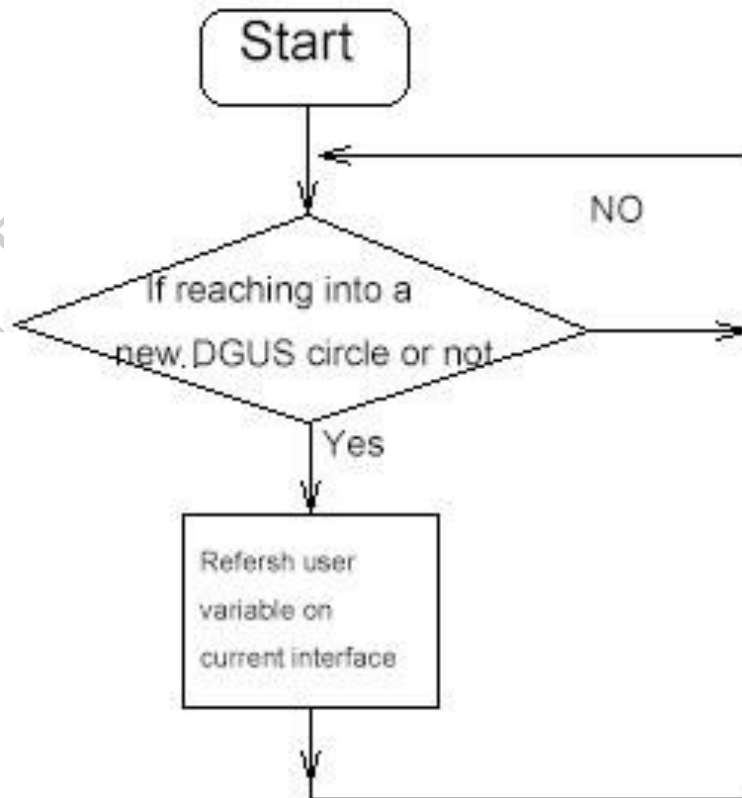 Start
NO
If reaching into a
new. DGUS circle or not
Yes
Refersh user
variable on
current interface